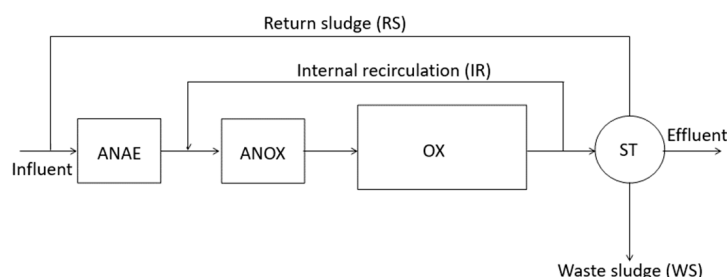 Return sludge (RS)
Internal recirculation (IR)
ANAE
ANOX
OX
ST
Effluent
Influent
Waste sludge (WS)